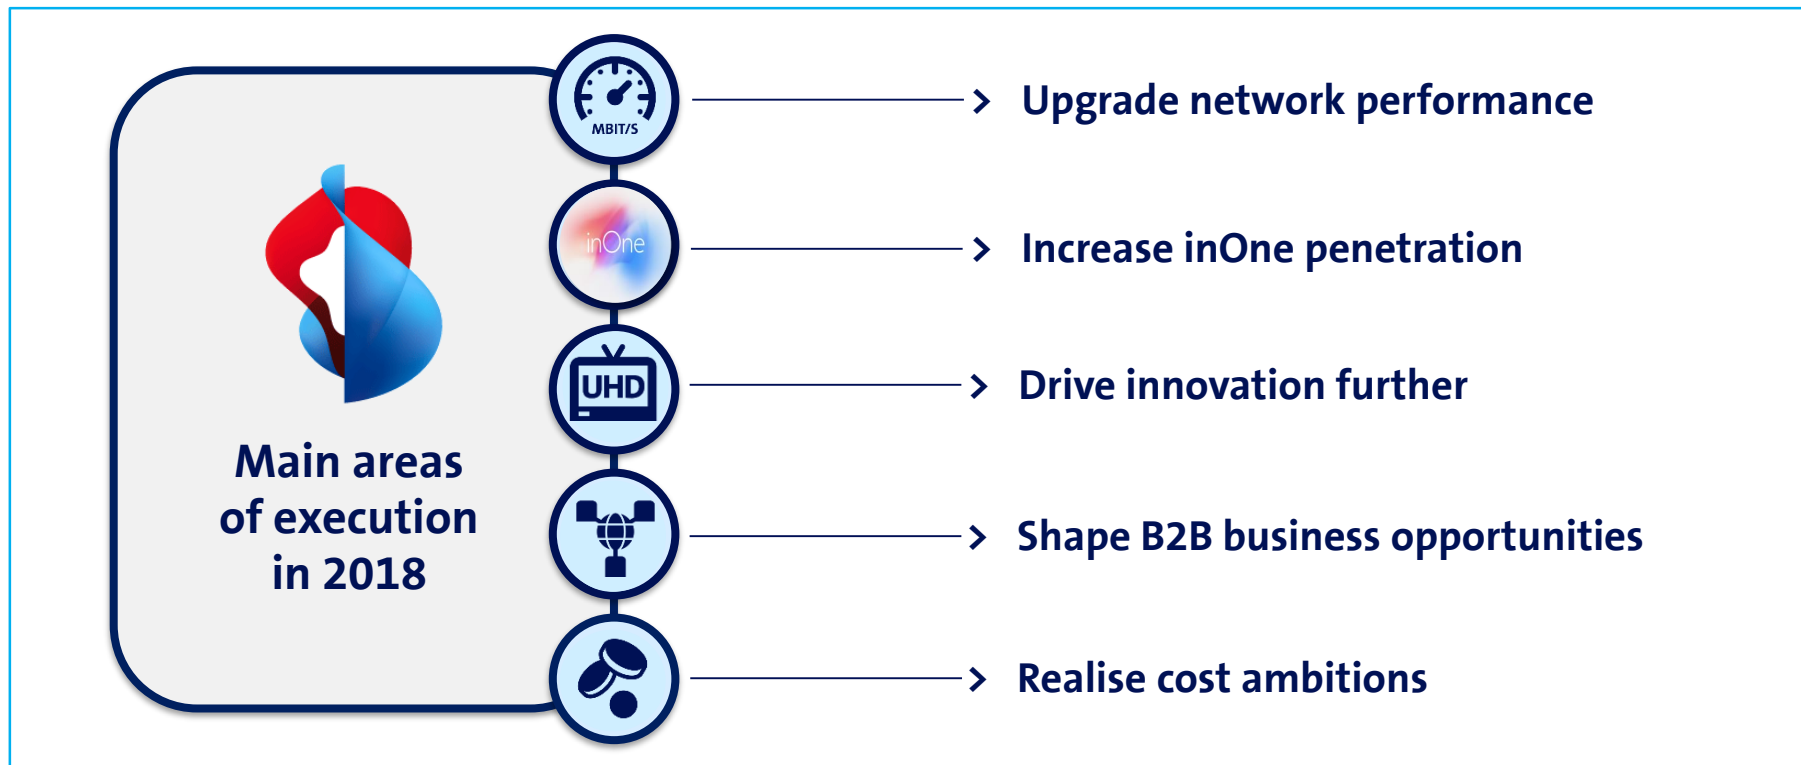 MBIT/S
Upgrade network performance
inOne
Increase inOne penetration
UHD
Drive innovation further
Main areas
of execution
in 2018
Shape B2B business opportunities
Realise cost ambitions